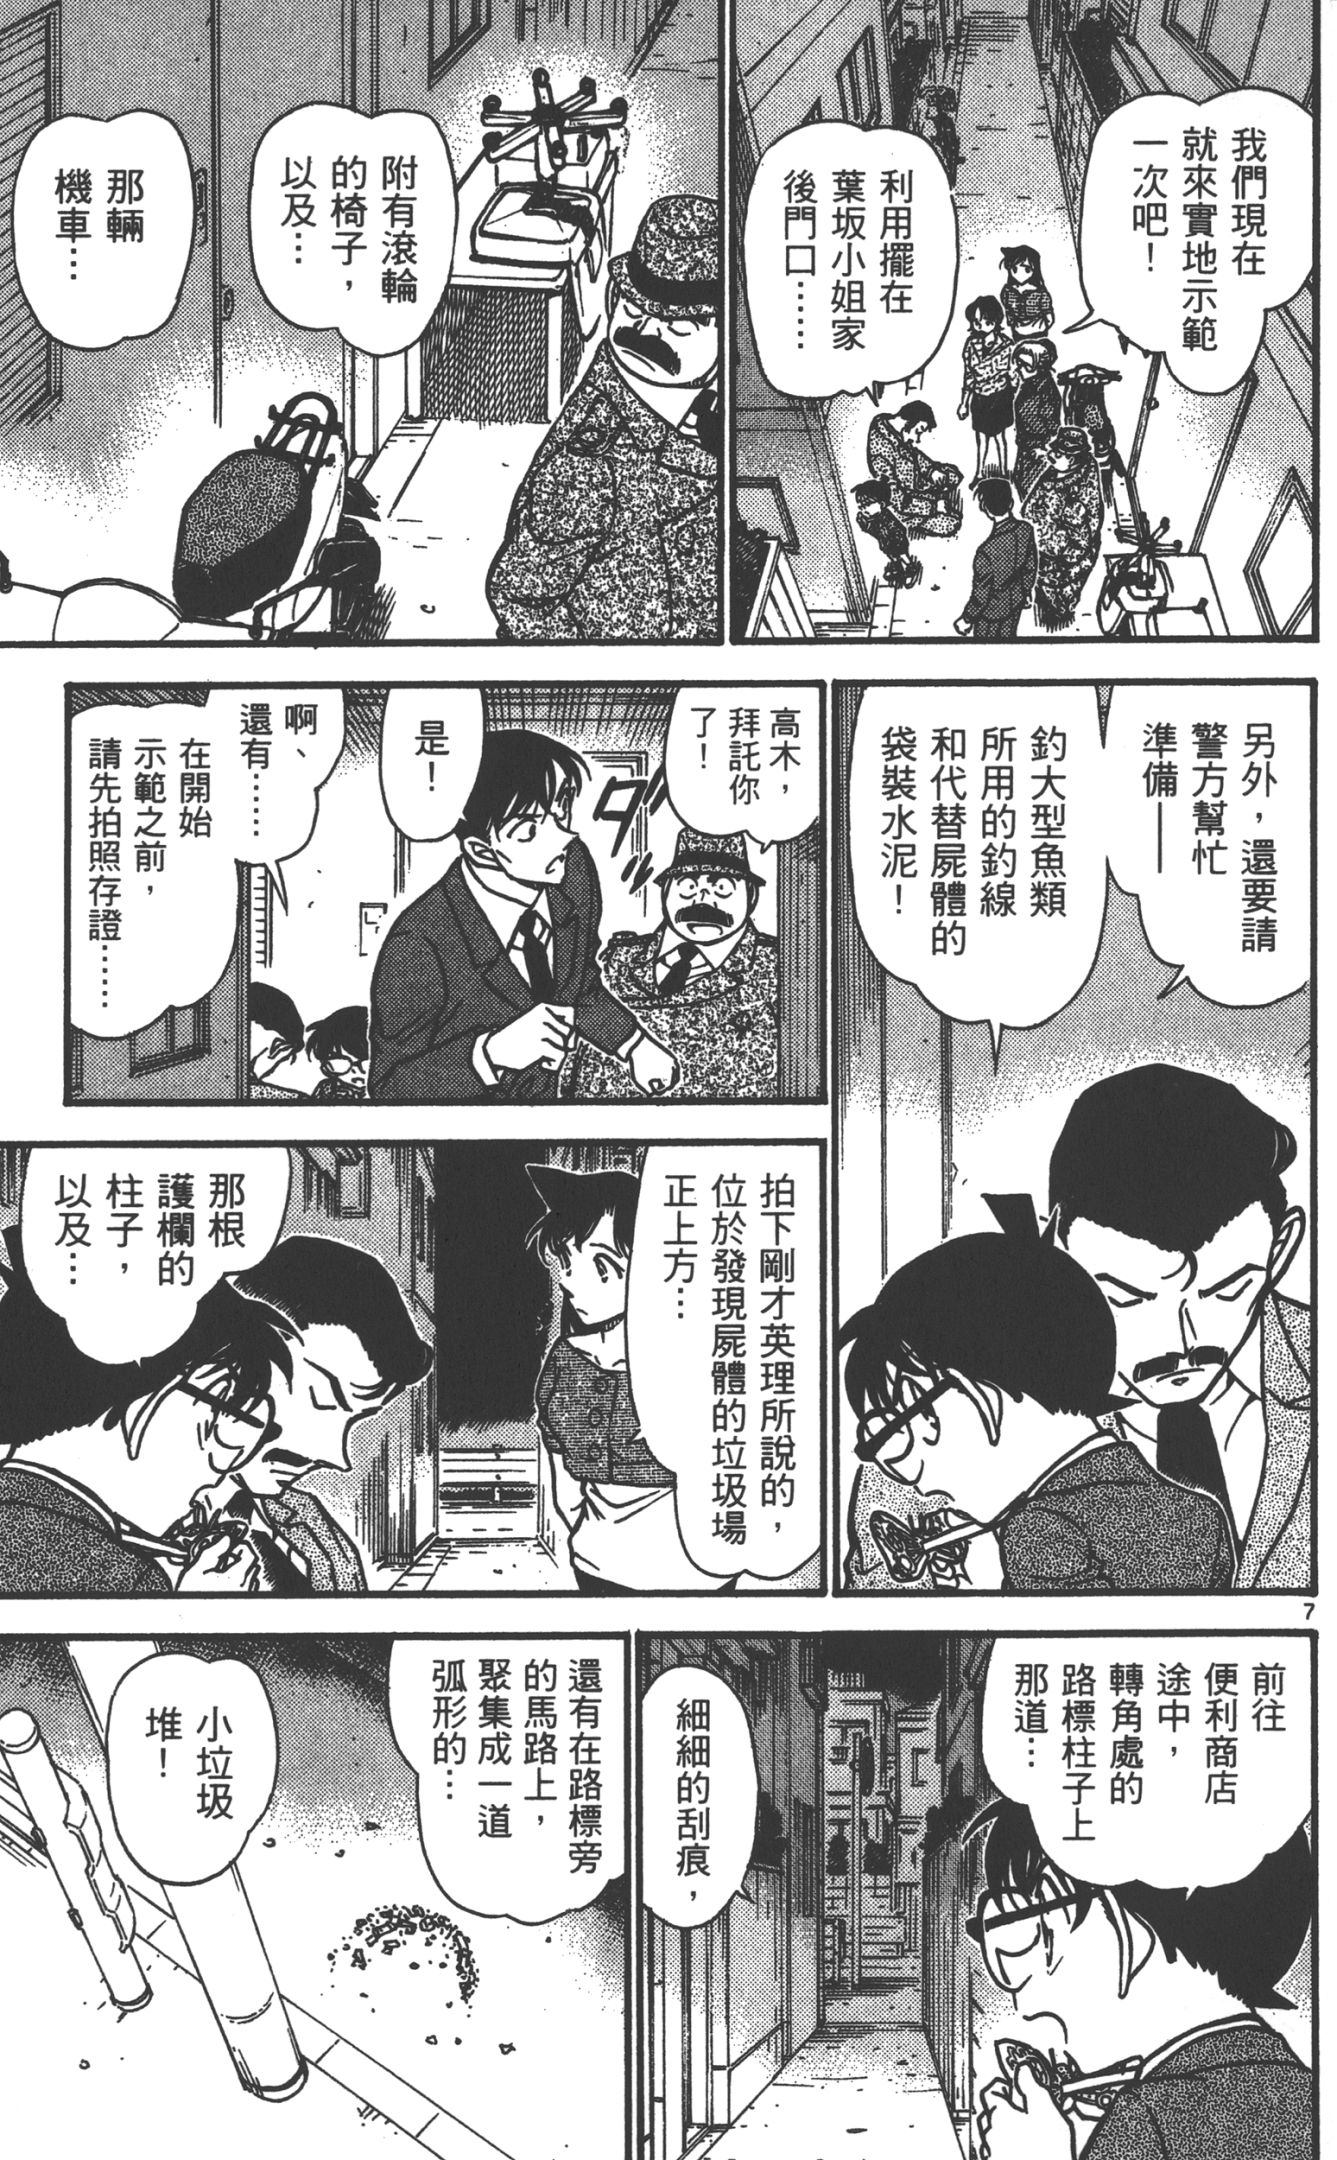 我們現在
就來實地示範
一次吧！
利用擺在
葉坂小姐家
後門口⋯⋯
附有滾輪
的椅子，
以及⋯
那輛
機車⋯
另外，還要請
警方幫忙
準備——
釣大型魚類
所用的釣線
和代替屍體的
袋裝水泥！
高木，
拜託你
了！
是！
啊、
還有⋯⋯
在開始
示範之前，
請先拍照存證⋯⋯
拍下剛才英理所說的，
位於發現屍體的垃圾場
正上方⋯
那根
護欄的
柱子，
以及⋯
7
前往
便利商店
途中，
轉角處的
路標柱子上
那道⋯
細細的刮痕，
還有在路標旁
的馬路上，
聚集成一道
弧形的⋯
小垃圾
堆！